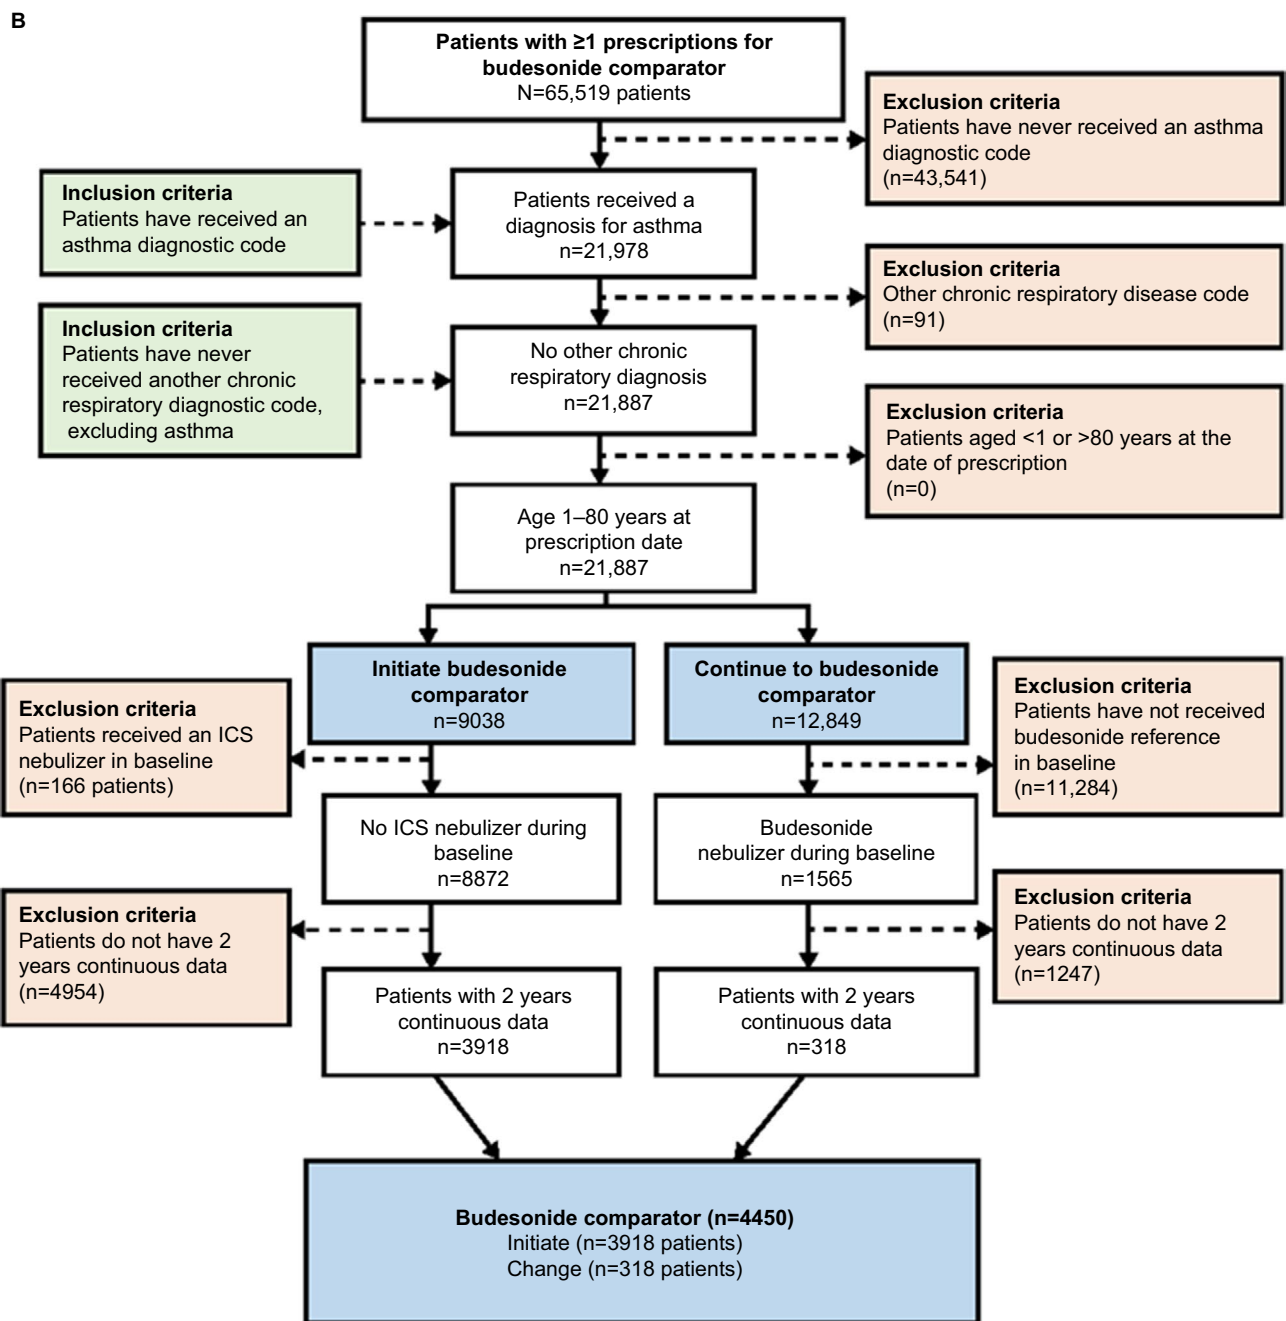 B
Patients with ≥1 prescriptions for
budesonide comparator
N=65,519 patients
Exclusion criteria
Patients have never received an asthma
diagnostic code
(n=43,541)
Inclusion criteria
Patients have received an
asthma diagnostic code
Patients received a
diagnosis for asthma
n=21,978
Exclusion criteria
Other chronic respiratory disease code
(n=91)
Inclusion criteria
Patients have never
received another chronic
respiratory diagnostic code,
excluding asthma
No other chronic
respiratory diagnosis
n=21,887
Exclusion criteria
Patients aged <1 or >80 years at the
date of prescription
(n=0)
Age 1–80 years at
prescription date
n=21,887
Initiate budesonide
comparator
n=9038
Continue to budesonide
comparator
n=12,849
Exclusion criteria
Patients received an ICS
nebulizer in baseline
(n=166 patients)
Exclusion criteria
Patients have not received
budesonide reference
in baseline
(n=11,284)
No ICS nebulizer during
baseline
n=8872
Budesonide
nebulizer during baseline
n=1565
Exclusion criteria
Patients do not have 2
years continuous data
(n=4954)
Exclusion criteria
Patients do not have 2
years continuous data
(n=1247)
Patients with 2 years
continuous data
n=3918
Patients with 2 years
continuous data
n=318
Budesonide comparator (n=4450)
Initiate (n=3918 patients)
Change (n=318 patients)